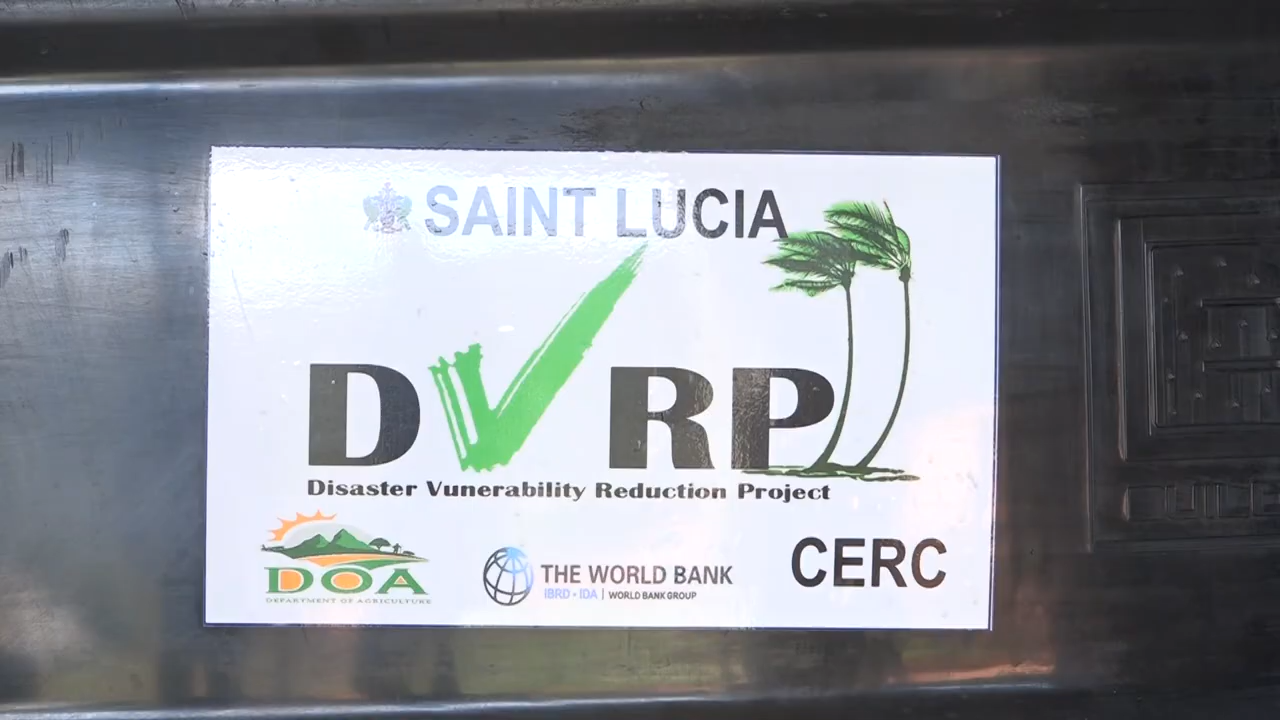 SAINT LUCIA
D RP
Disaster Vunerability Reduction Project
DOA
DEPARTMENT OF AGRICULTURE
THE WORLD BANK
IBRD • IDA | WORLD BANK GROUP
CERC